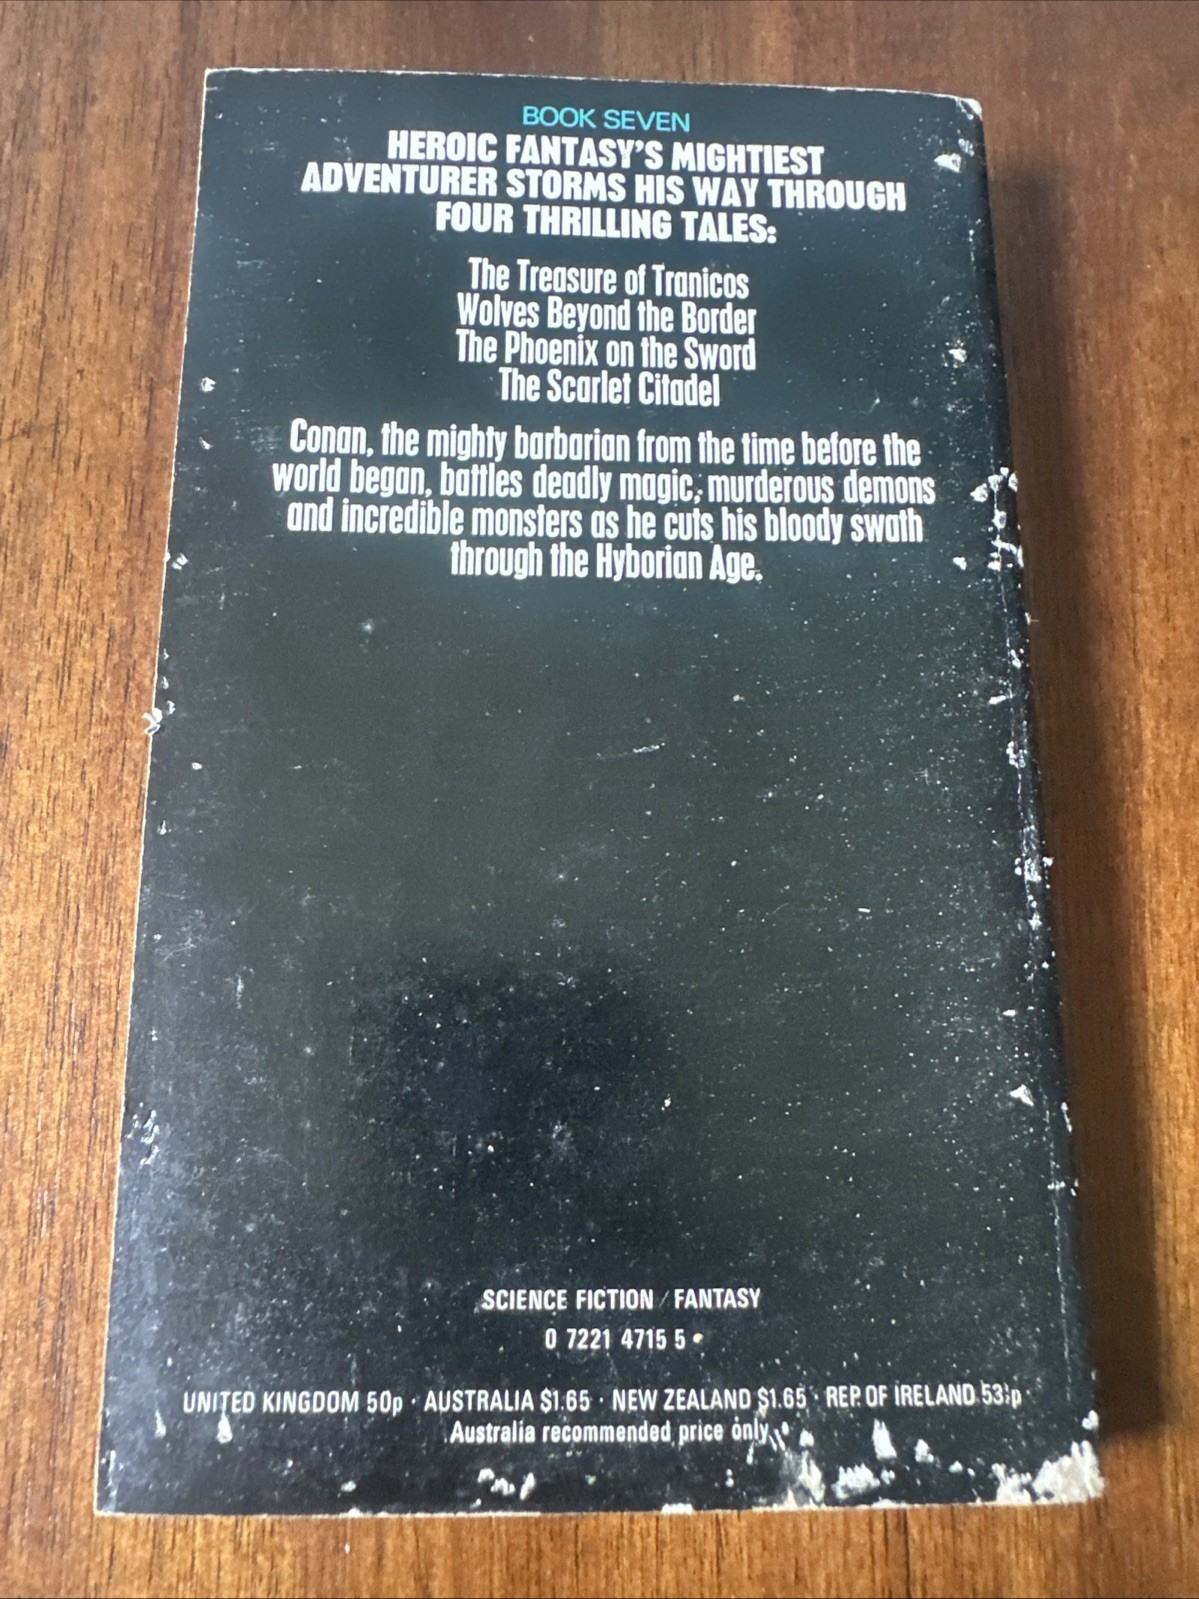 BOOK SEVEN
HEROIC FANTASY'S MIGHTIEST
ADVENTURER STORMS HIS WAY THROUGH
FOUR THRILLING TALES:
The Treasure of Tranicos
Wolves Beyond the Border
The Phoenix on the Sword
The Scarlet Citadel
Conan, the mighty barbarian from the time before the
world began, battles deadly magic, murderous demons
and incredible monsters as he cuts his bloody swath
through the Hyborian Age.
SCIENCE FICTION / FANTASY
0 7221 4715 5
UNITED KINGDOM 50p · AUSTRALIA $1.65 · NEW ZEALAND $1.65 · REP. OF IRELAND
Australia recommended price only